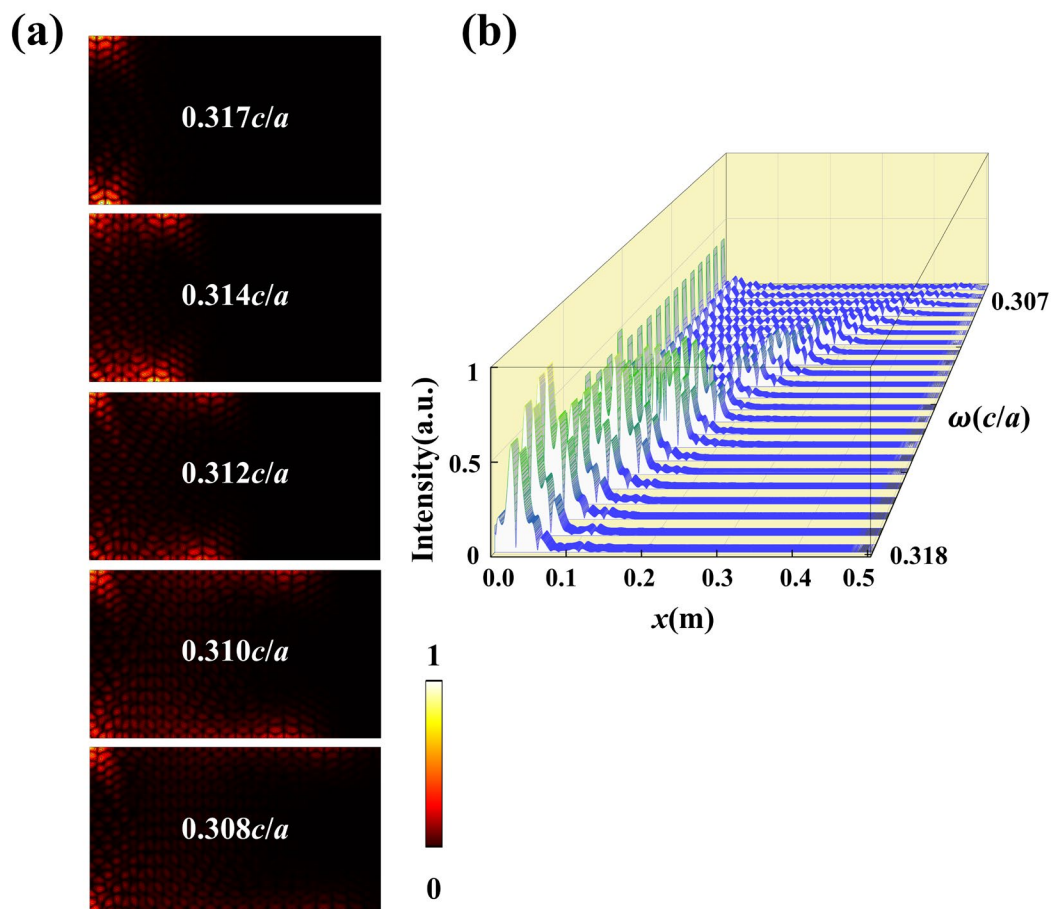 (a)
0.317c/a
0.314c/a
0.312c/a
0.310c/a
0.308c/a
1
0
(b)
Intensity(a.u.)
1
0.5
0
0.0 0.1 0.2 0.3 0.4 0.5
x(m)
0.307
ω(c/a)
0.318